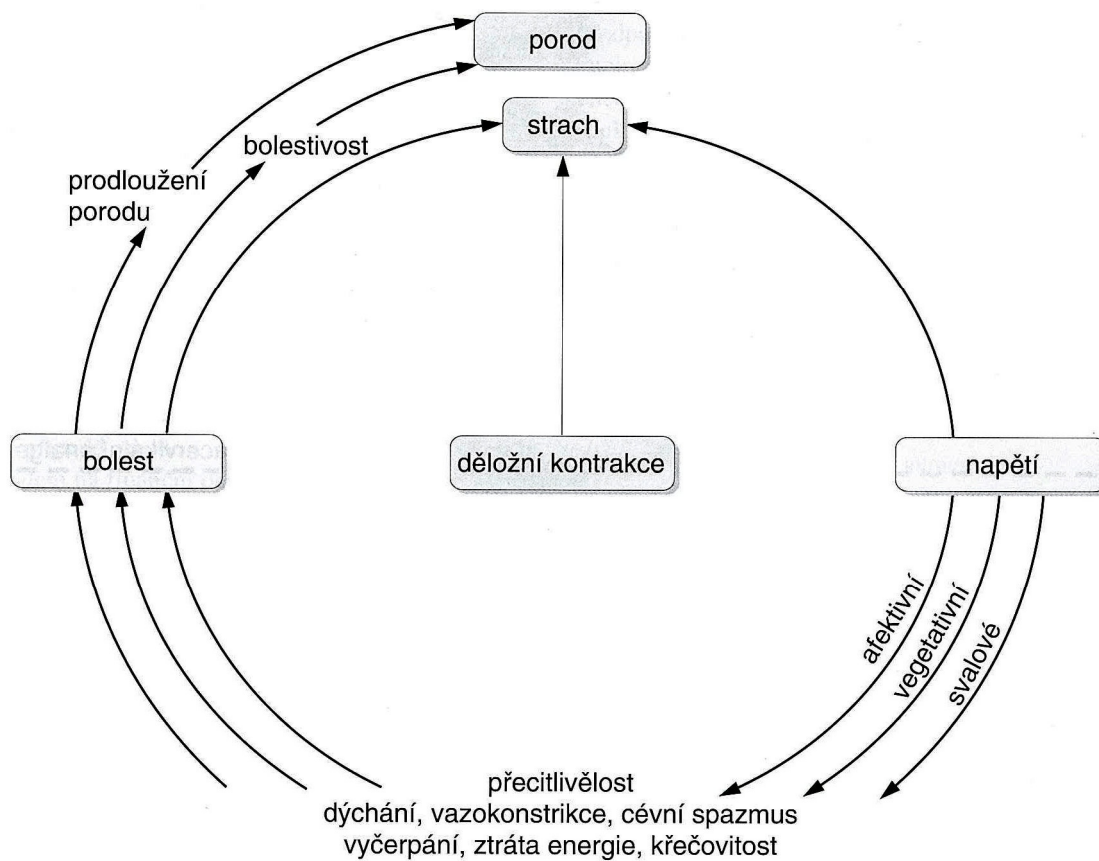 porod
strach
bolestivost
prodloužení
porodu
bolest
děložní kontrakce
napětí
afektivní
vegetativní
svalové
přecitlivělost
dýchání, vazokonstrikce, cévní spazmus
vyčerpání, ztráta energie, křečovitost